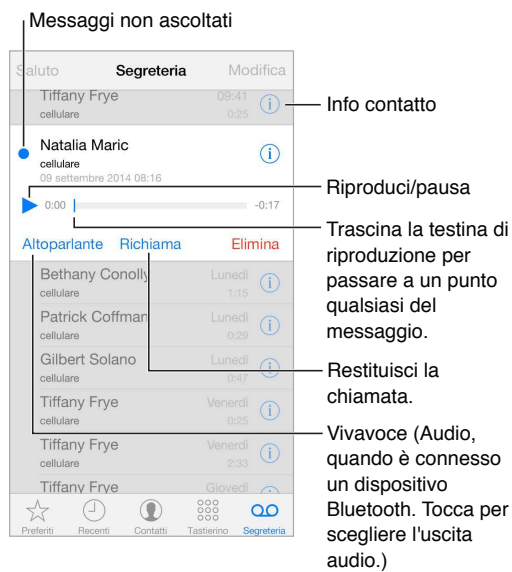 Messaggi non ascoltati
Saluto Segreteria Modifica
Tiffany Frye 09:41
cellulare 0:25
Info contatto
Natalia Maric
cellulare
09 settembre 2014 08:16
Riproduci/pausa
0:00 -0:17
Trascina la testina di
riproduzione per
passare a un punto
qualsiasi del
messaggio.
Altoparlante Richiama Elimina
Bethany Conolly Lunedì
cellulare 1:15
Patrick Coffman Lunedì
cellulare 0:29
Gilbert Solano Lunedì
cellulare 0:47
Restituisci la
chiamata.
Tiffany Frye Venerdì
cellulare 0:25
Tiffany Frye Venerdì
cellulare 2:33
Tiffany Frye Giovedì
Vivavoce (Audio,
quando è connesso
un dispositivo
Bluetooth. Tocca per
scegliere l'uscita
audio.)
Preferiti Recenti Contatti Tastierino Segreteria